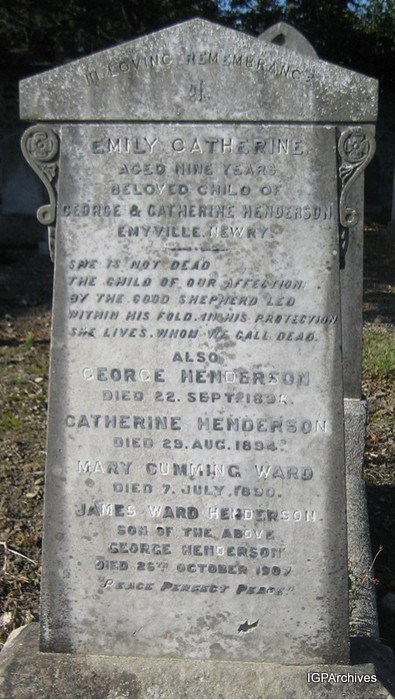 IN LOVING REMEMBRANCE
of
EMILY CATHERINE
AGED NINE YEARS
BELOVED CHILD OF
GEORGE & CATHERINE HENDERSON
ENYVILLE, NEWRY
SHE IS NOT DEAD
THE CHILD OF OUR AFFECTION
BY THE GOOD SHEPHERD LED
WITHIN HIS FOLD, IN HIS PROTECTION
SHE LIVES, WHOM WE CALL DEAD.
ALSO
GEORGE HENDERSON
DIED 22. SEPT. 1894.
CATHERINE HENDERSON
DIED 29. AUG. 1894.
MARY CUMMING WARD
DIED 7. JULY. 1890.
JAMES WARD HENDERSON.
SON OF THE ABOVE
GEORGE HENDERSON
DIED 25TH OCTOBER
"PEACE PERFECT PEACE"
IGPArchives